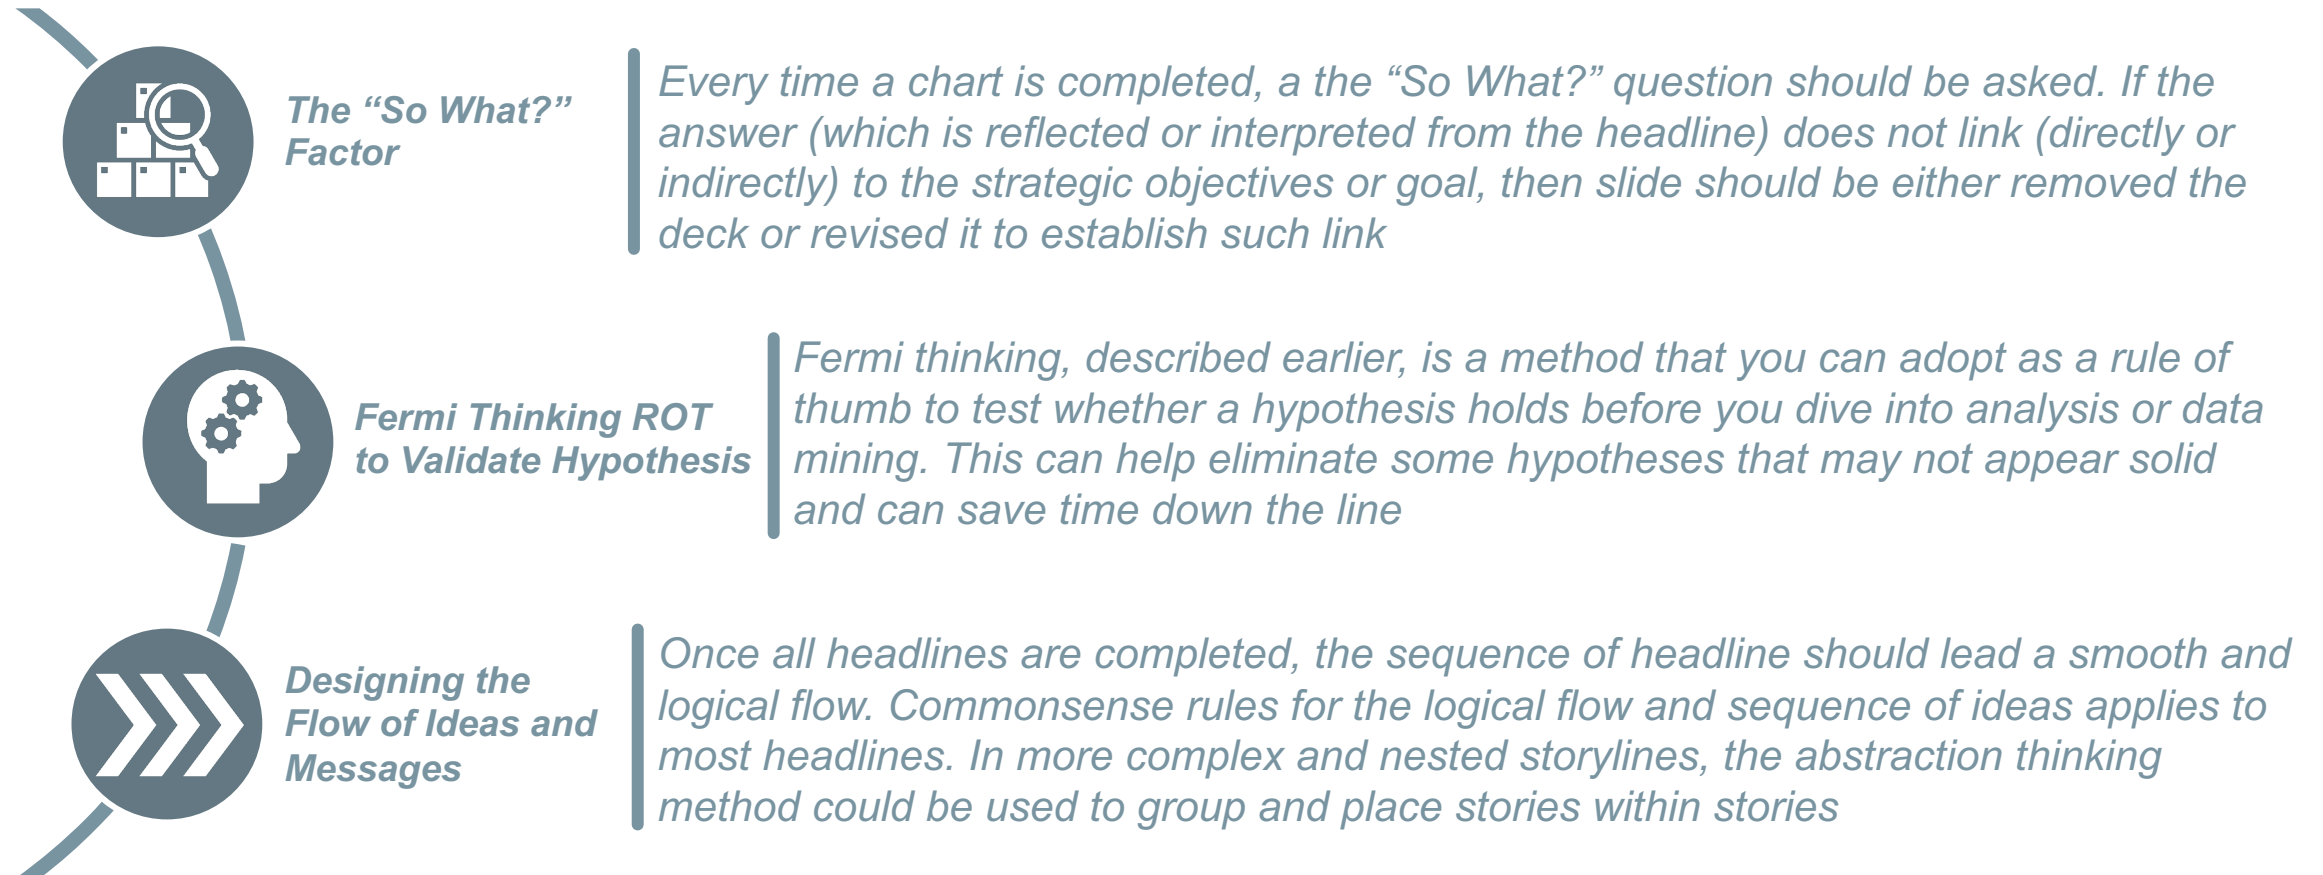 The “So What?”
Factor
Every time a chart is completed, a the “So What?” question should be asked. If the
answer (which is reflected or interpreted from the headline) does not link (directly or
indirectly) to the strategic objectives or goal, then slide should be either removed the
deck or revised it to establish such link
Fermi Thinking ROT
to Validate Hypothesis
Fermi thinking, described earlier, is a method that you can adopt as a rule of
thumb to test whether a hypothesis holds before you dive into analysis or data
mining. This can help eliminate some hypotheses that may not appear solid
and can save time down the line
Designing the
Flow of Ideas and
Messages
Once all headlines are completed, the sequence of headline should lead a smooth and
logical flow. Commonsense rules for the logical flow and sequence of ideas applies to
most headlines. In more complex and nested storylines, the abstraction thinking
method could be used to group and place stories within stories